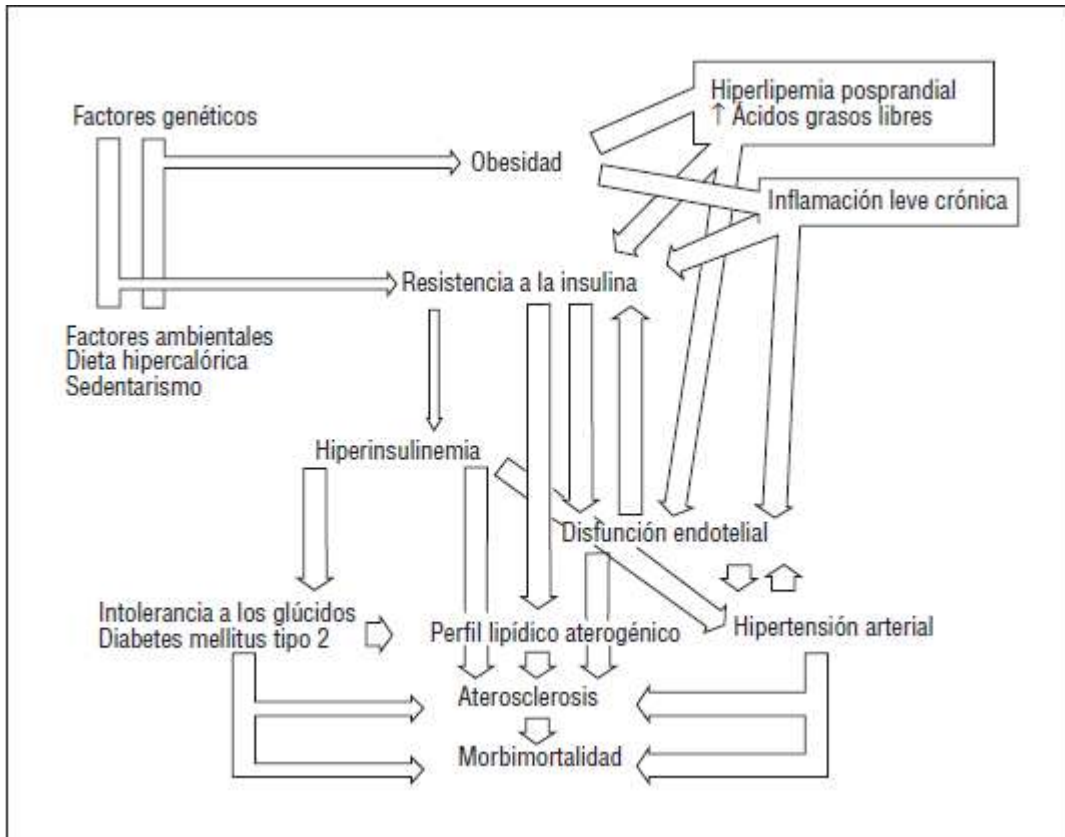 Hiperlipemia posprandial
↑ Ácidos grasos libres
Factores genéticos
Obesidad
Inflamación leve crónica
Resistencia a la insulina
Factores ambientales
Dieta hipercalórica
Sedentarismo
Hiperinsulinemia
Disfunción endotelial
Intolerancia a los glúcidos
Diabetes mellitus tipo 2
Perfil lipídico aterogénico
Hipertensión arterial
Aterosclerosis
Morbimortalidad